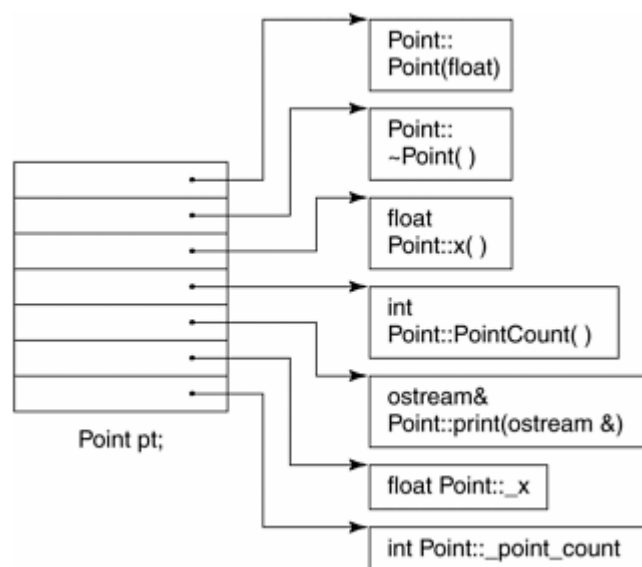 Point::
Point(float)
Point::
~Point( )
float
Point::x( )
int
Point::PointCount( )
ostream&
Point::print(ostream &)
Point pt;
float Point::_x
int Point::_point_count